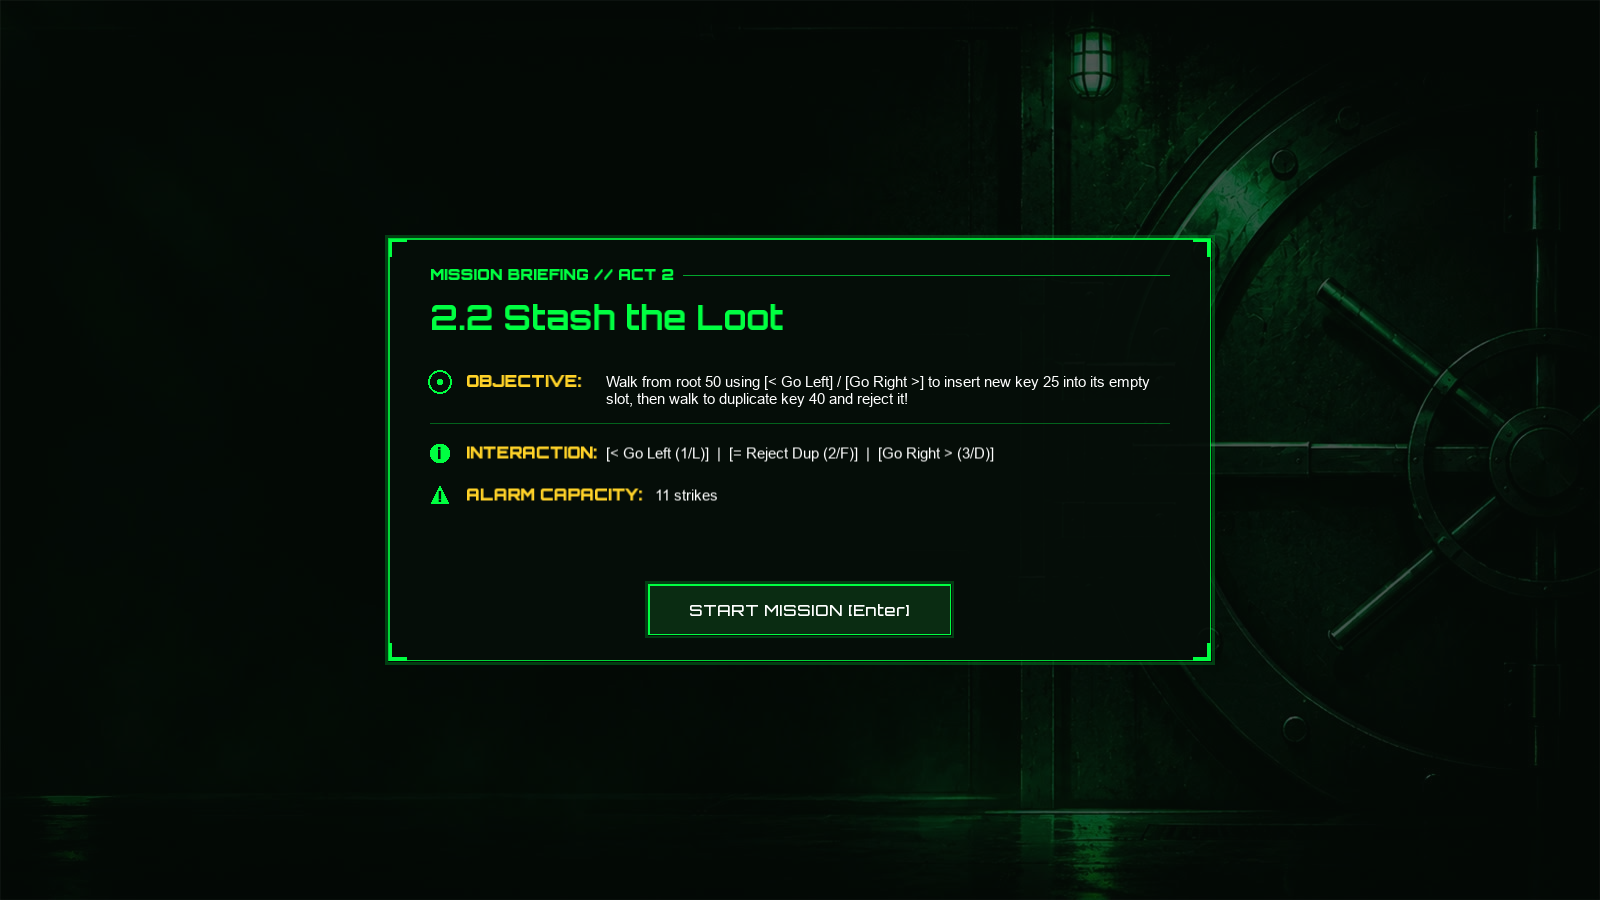 MISSION BRIEFING // ACT 2
2.2 Stash the Loot
OBJECTIVE: Walk from root 50 using [< Go Left] / [Go Right >] to insert new key 25 into its empty
slot, then walk to duplicate key 40 and reject it!
INTERACTION: [< Go Left (1/L)] | [= Reject Dup (2/F)] | [Go Right > (3/D)]
ALARM CAPACITY: 11 strikes
START MISSION [Enter]